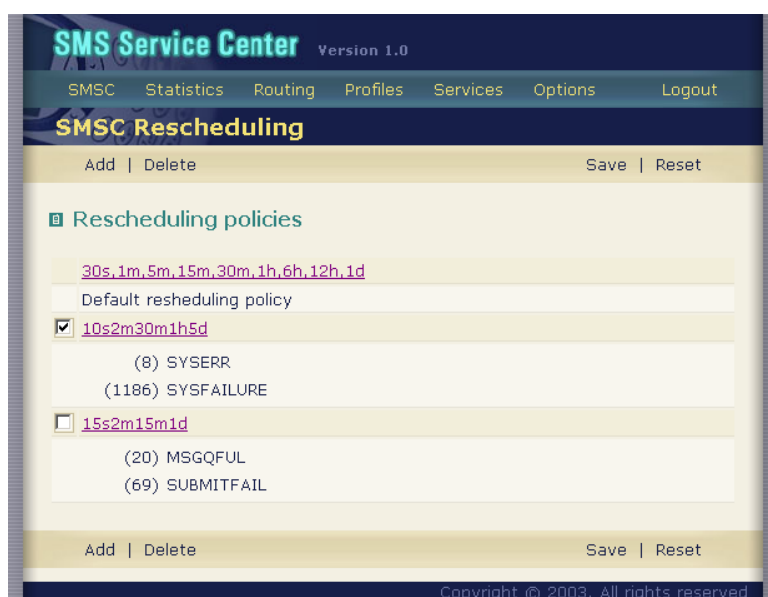 SMS Service Center Version 1.0
SMSC Statistics Routing Profiles Services Options Logout
SMSC Rescheduling
Add | Delete Save | Reset
Rescheduling policies
30s,1m,5m,15m,30m,1h,6h,12h,1d
Default resheduling policy
10s2m30m1h5d
(8) SYSERR
(1186) SYSFAILURE
15s2m15m1d
(20) MSGQFUL
(69) SUBMITFAIL
Add | Delete Save | Reset
Copyright © 2003. All rights reserved